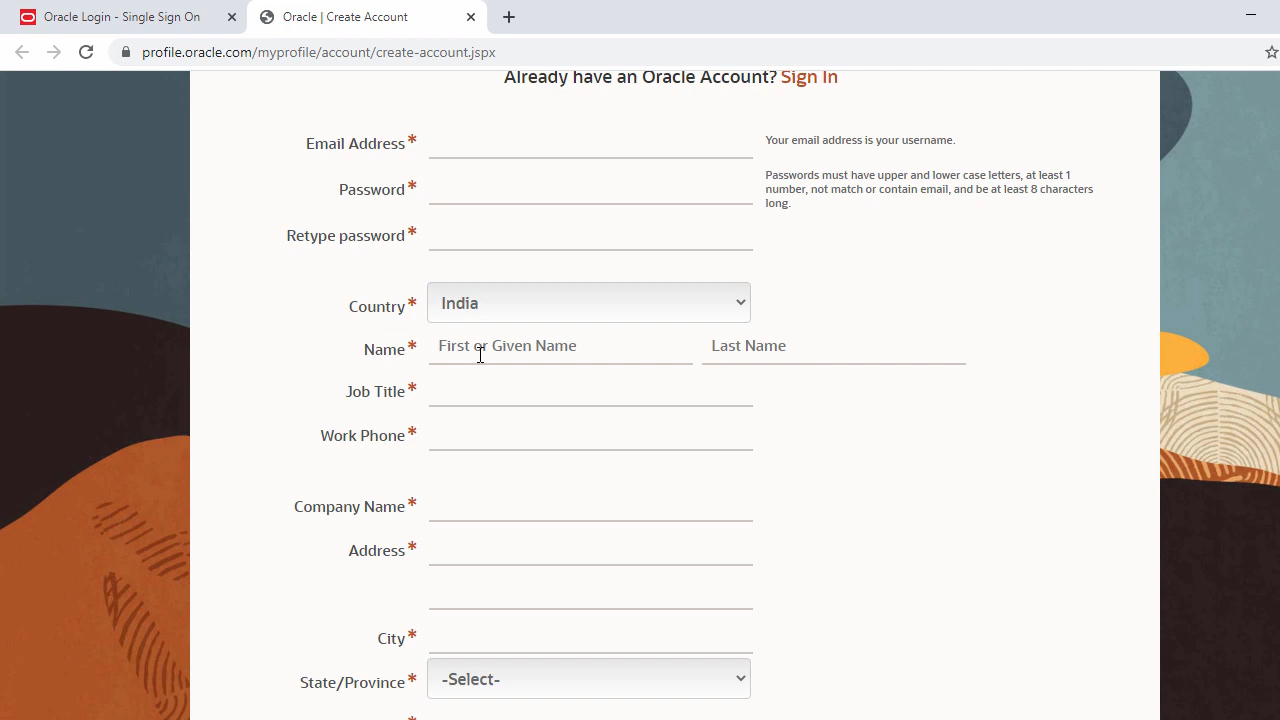 Oracle Login - Single Sign On
Oracle | Create Account
profile.oracle.com/myprofile/account/create-account.jspx
Already have an Oracle Account? Sign In
Email Address*
Your email address is your username.
Password*
Passwords must have upper and lower case letters, at least 1
number, not match or contain email, and be at least 8 characters
long.
Retype password*
Country*
India
Name*
First or Given Name
Last Name
Job Title*
Work Phone*
Company Name*
Address*
City*
State/Province*
-Select-